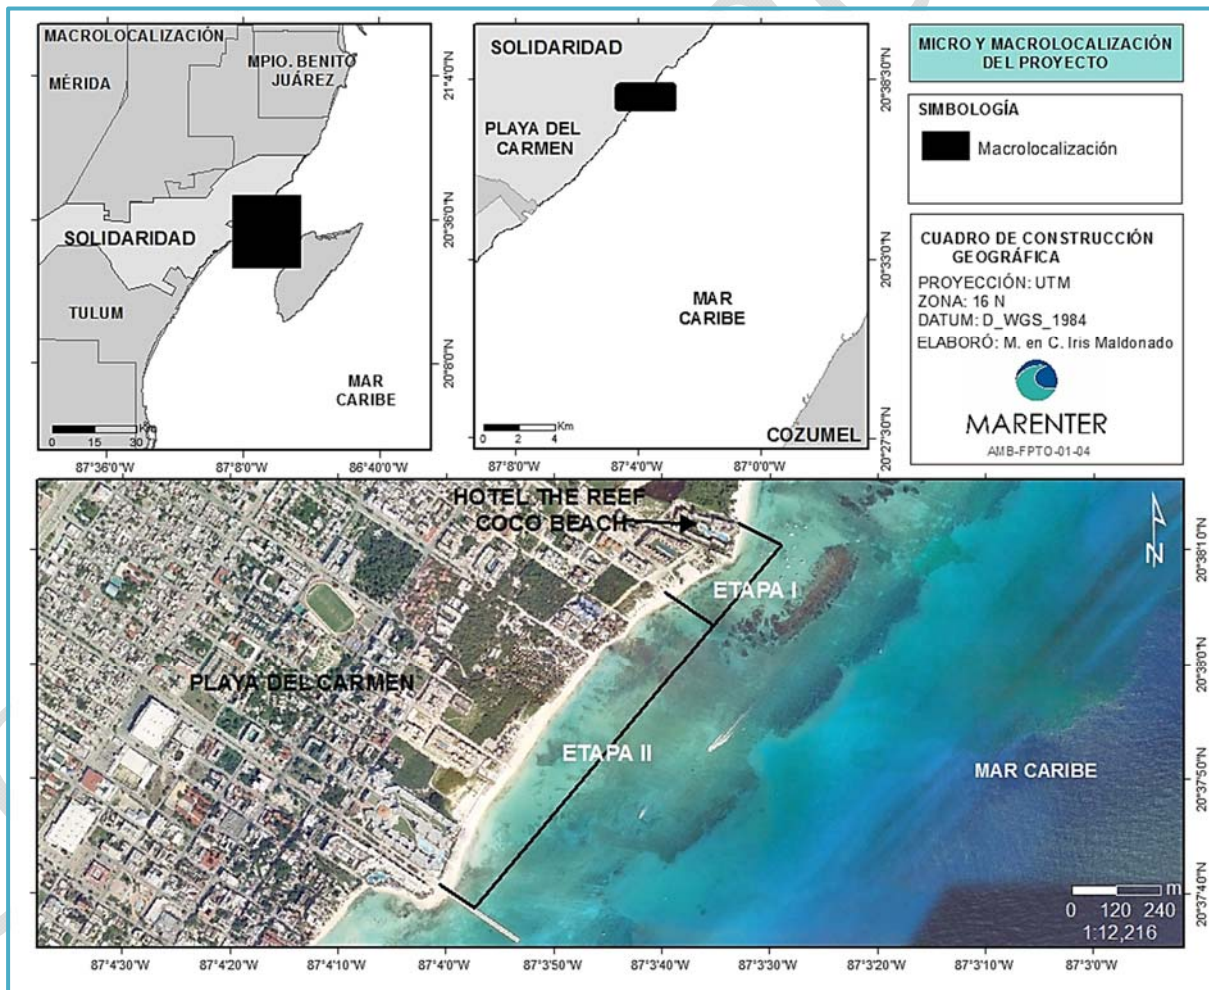 MACROLOCALIZACIÓN
MÉRIDA
MPIO. BENITO
JUÁREZ
SOLIDARIDAD
TULUM
MAR
CARIBE
0 15 30 Km
21°4'0"N
20°36'0"N
20°8'0"N
87°36'0"W 87°8'0"W 86°40'0"W
SOLIDARIDAD
PLAYA DEL
CARMEN
MAR
CARIBE
COZUMEL
0 2 4 Km
20°38'30"N
20°33'0"N
20°27'30"N
87°8'0"W 87°4'0"W 87°0'0"W
MICRO Y MACROLOCALIZACIÓN
DEL PROYECTO
SIMBOLOGÍA
Macrolocalización
CUADRO DE CONSTRUCCIÓN
GEOGRÁFICA
PROYECCIÓN: UTM
ZONA: 16 N
DATUM: D_WGS_1984
ELABORÓ: M. en C. Iris Maldonado
MARENTER
AMB-FPTO-01-04
HOTEL THE REEF
COCO BEACH
ETAPA I
PLAYA DEL CARMEN
ETAPA II
MAR CARIBE
N
0 120 240 m
1:12,216
20°38'10"N
20°38'0"N
20°37'50"N
20°37'40"N
87°4'30"W 87°4'20"W 87°4'10"W 87°4'0"W 87°3'50"W 87°3'40"W 87°3'30"W 87°3'20"W 87°3'10"W 87°3'0"W